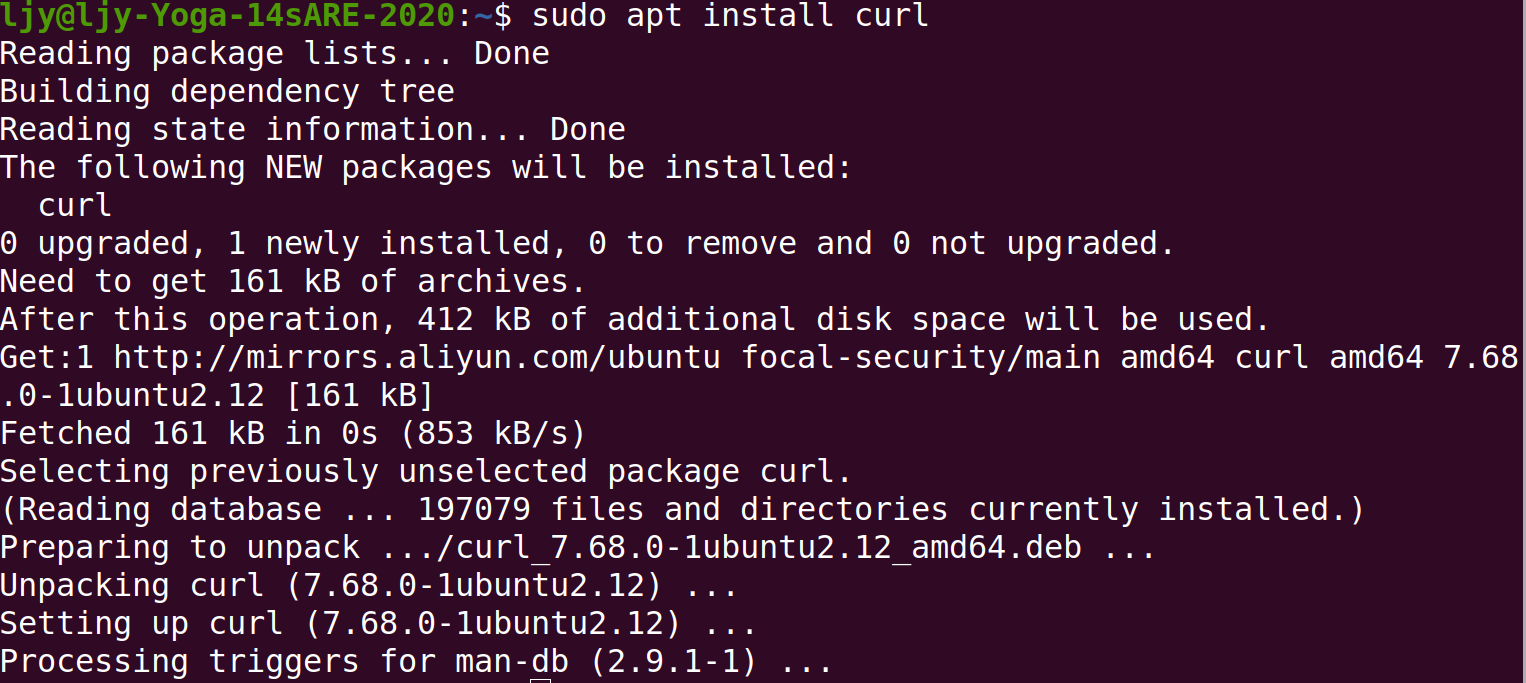 ljy@ljy-Yoga-14sARE-2020:~$ sudo apt install curl
Reading package lists... Done
Building dependency tree
Reading state information... Done
The following NEW packages will be installed:
  curl
0 upgraded, 1 newly installed, 0 to remove and 0 not upgraded.
Need to get 161 kB of archives.
After this operation, 412 kB of additional disk space will be used.
Get:1 http://mirrors.aliyun.com/ubuntu focal-security/main amd64 curl amd64 7.68
.0-1ubuntu2.12 [161 kB]
Fetched 161 kB in 0s (853 kB/s)
Selecting previously unselected package curl.
(Reading database ... 197079 files and directories currently installed.)
Preparing to unpack .../curl_7.68.0-1ubuntu2.12_amd64.deb ...
Unpacking curl (7.68.0-1ubuntu2.12) ...
Setting up curl (7.68.0-1ubuntu2.12) ...
Processing triggers for man-db (2.9.1-1) ...